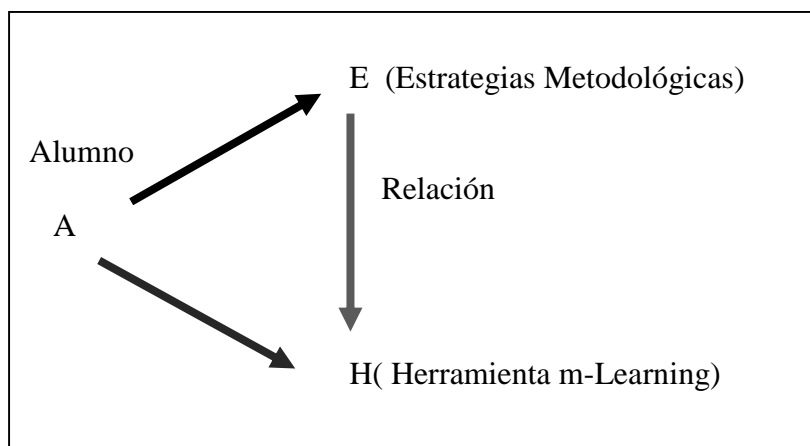 E (Estrategias Metodológicas)
Alumno
Relación
A
H( Herramienta m-Learning)